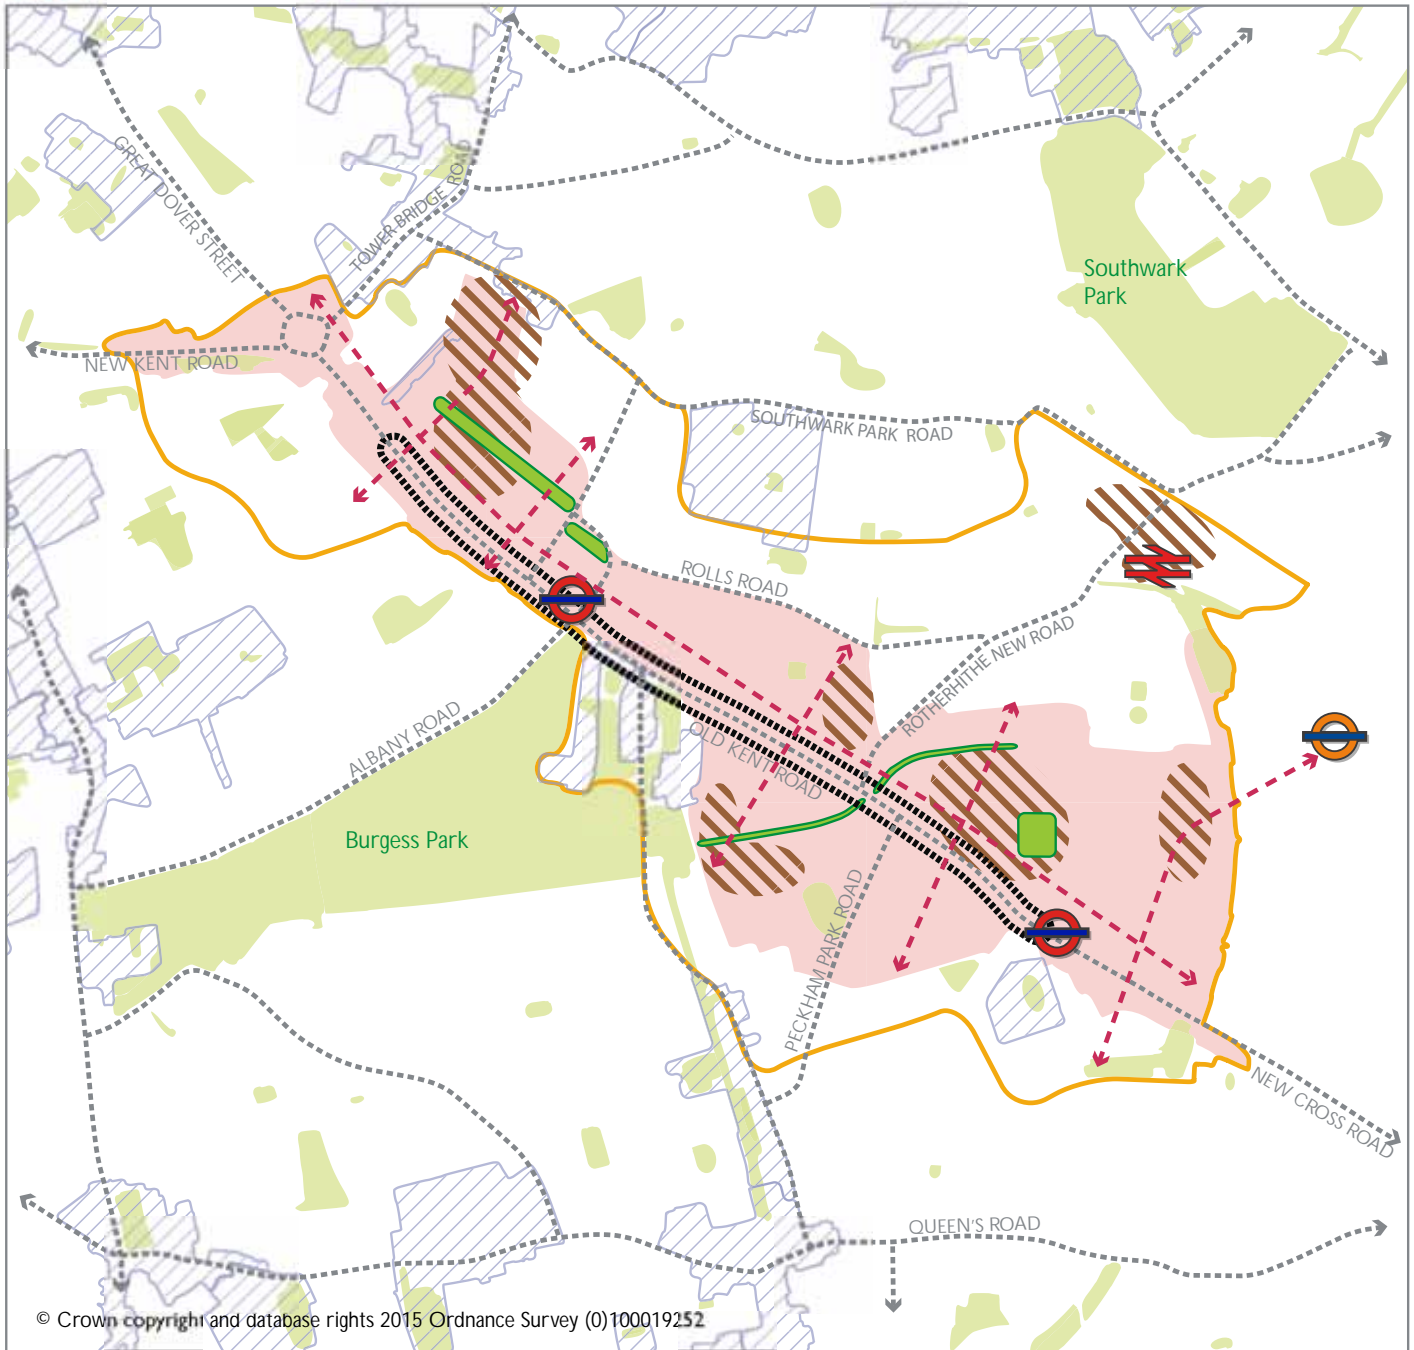 GREAT DOVER STREET
TOWER BRIDGE ROAD
Southwark
Park
NEW KENT ROAD
SOUTHWARK PARK ROAD
ROLLS ROAD
ROTHERHITHE NEW ROAD
ALBANY ROAD
OLD KENT ROAD
Burgess Park
PECKHAM PARK ROAD
NEW CROSS ROAD
QUEEN'S ROAD
© Crown copyright and database rights 2015 Ordnance Survey (0)100019252